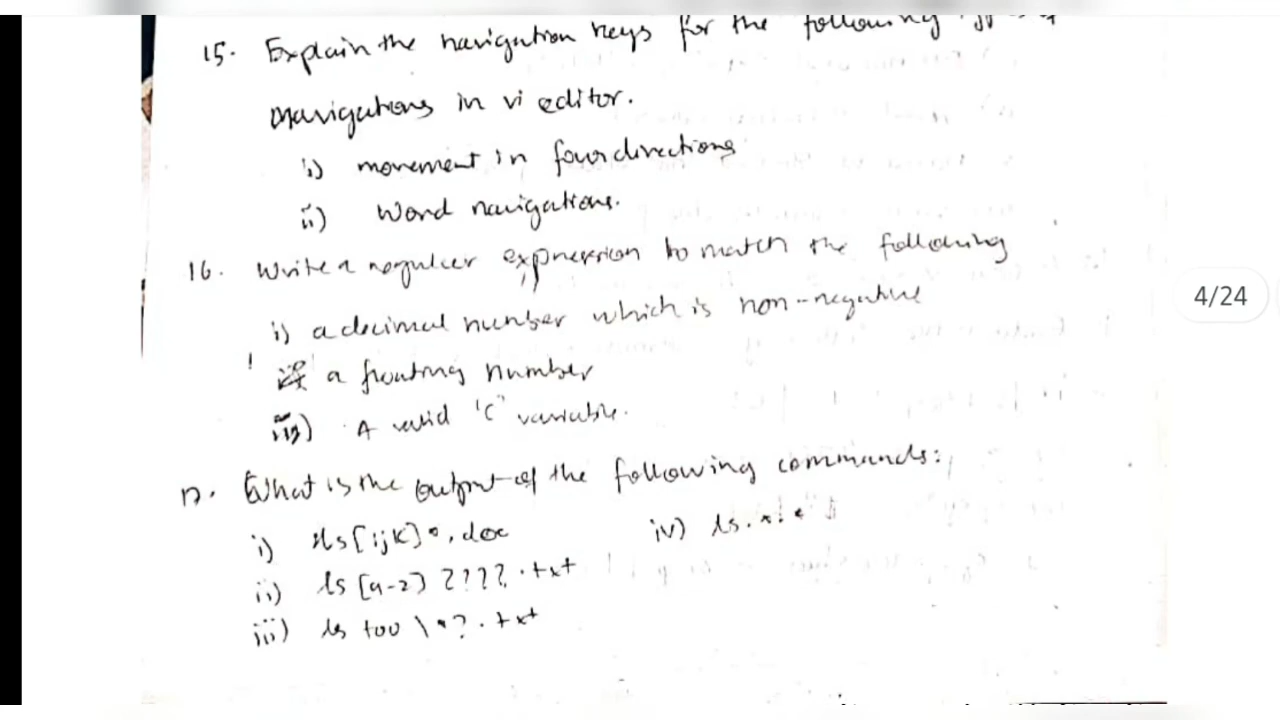 15. Explain the navigation keys for the following
navigations in vi editor.
i) movement in four directions
ii) Word navigations.
16. Write a regular expression to match the following
i) a decimal number which is non-negative
a floating number
iii) A valid 'C' variable.
17. What is the output of the following commands:
i) ls [ijk]*.doc iv) ls
ii) ls [a-z]????.txt
iii) ls foo\*?.txt
4/24